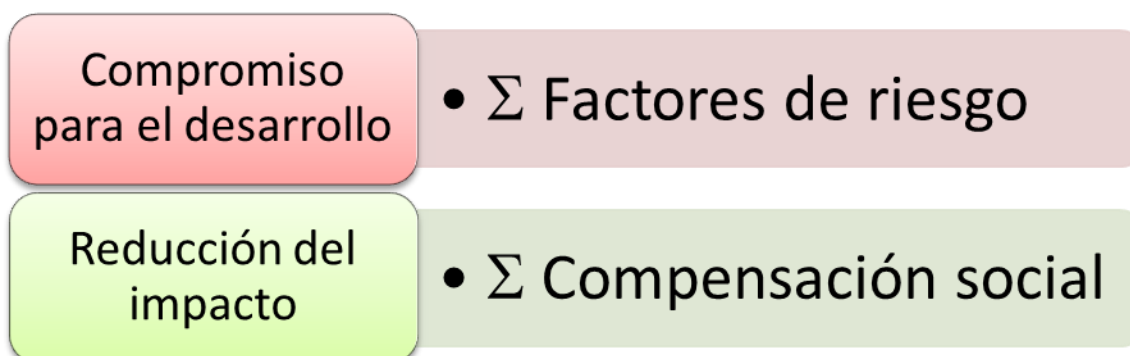 Compromiso
para el desarrollo
• Σ Factores de riesgo
Reducción del
impacto
• Σ Compensación social